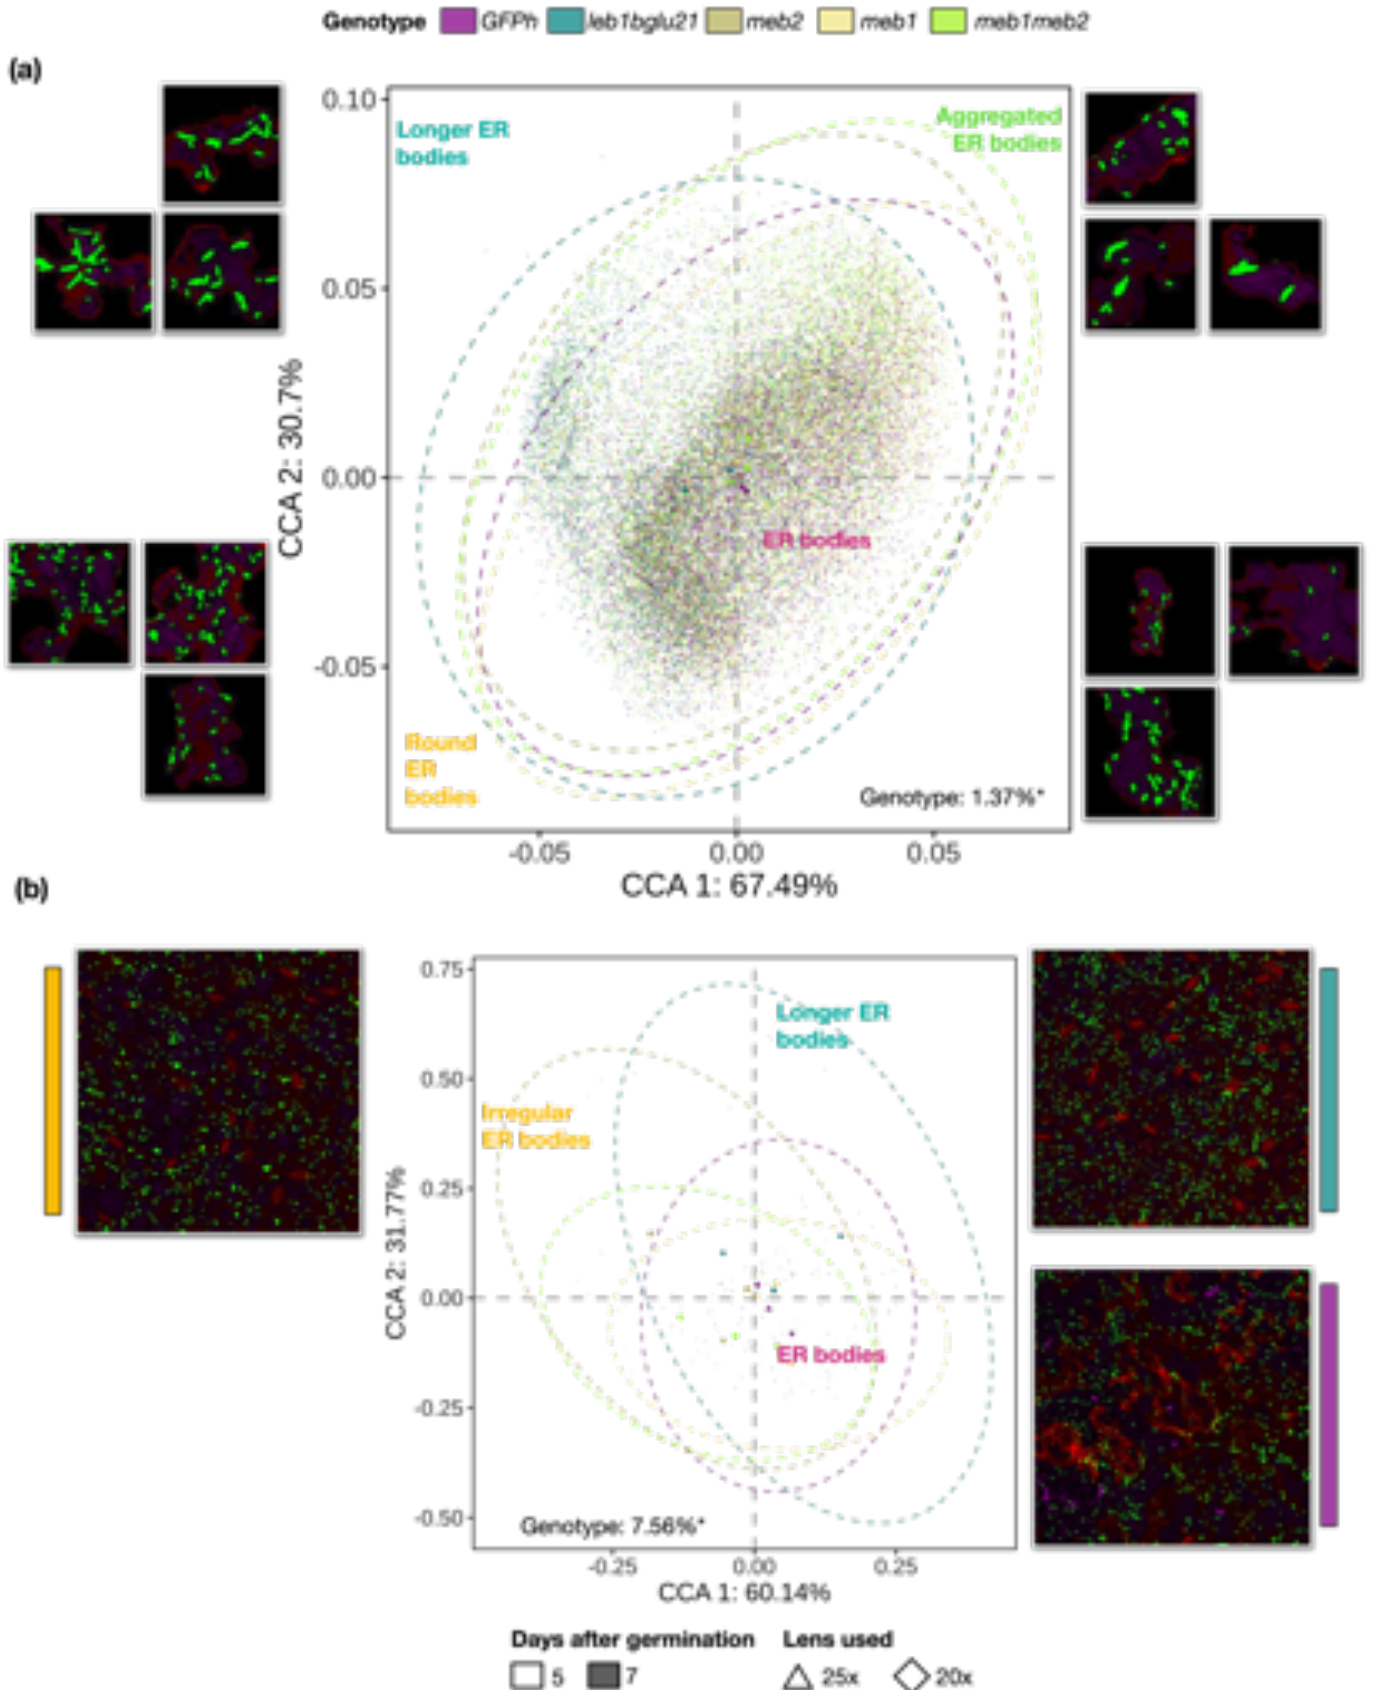 Genotype GFPh leb1bglu21 meb2 meb1 meb1meb2
(a)
0.10
Longer ER
bodies
Aggregated
ER bodies
0.05
CCA 2: 30.7%
0.00
ER bodies
-0.05
Round
ER
bodies
Genotype: 1.37%*
-0.05 0.00 0.05
CCA 1: 67.49%
(b)
0.75
Longer ER
bodies
0.50
Irregular
ER bodies
0.25
CCA 2: 31.77%
0.00
ER bodies
-0.25
-0.50
Genotype: 7.56%*
-0.25 0.00 0.25
CCA 1: 60.14%
Days after germination Lens used
5 7 25x 20x